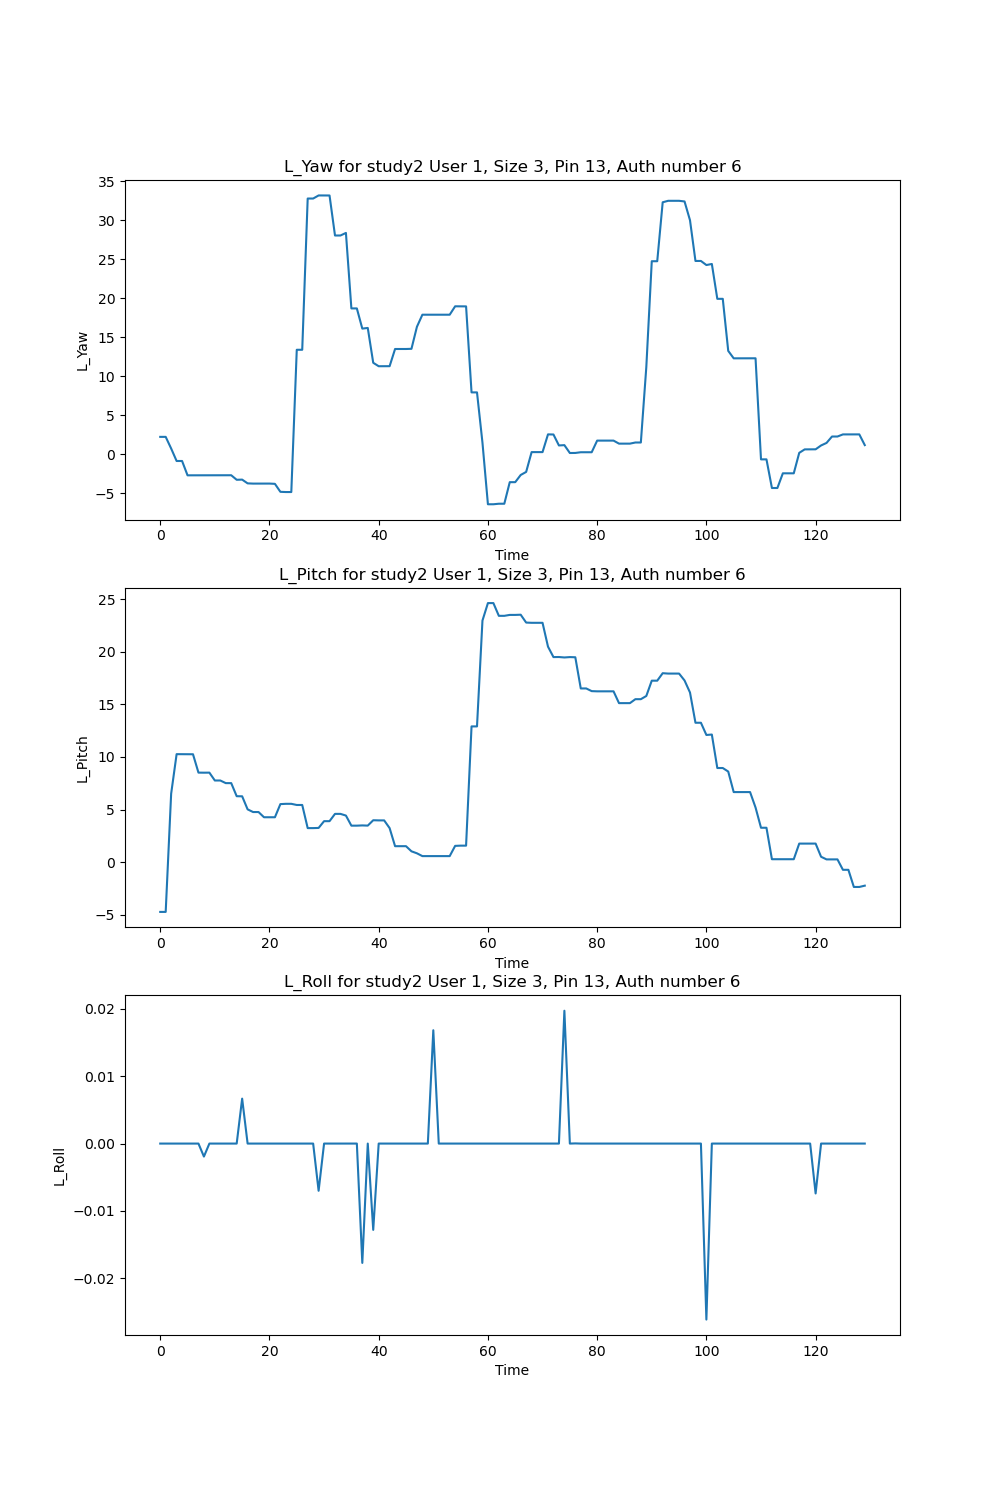 L_Yaw for study2 User 1, Size 3, Pin 13, Auth number 6
35
30
25
20
15
10
5
0
−5
L_Yaw
0 20 40 60 80 100 120
Time
L_Pitch for study2 User 1, Size 3, Pin 13, Auth number 6
25
20
15
10
5
0
−5
L_Pitch
0 20 40 60 80 100 120
Time
L_Roll for study2 User 1, Size 3, Pin 13, Auth number 6
0.02
0.01
0.00
−0.01
−0.02
L_Roll
0 20 40 60 80 100 120
Time